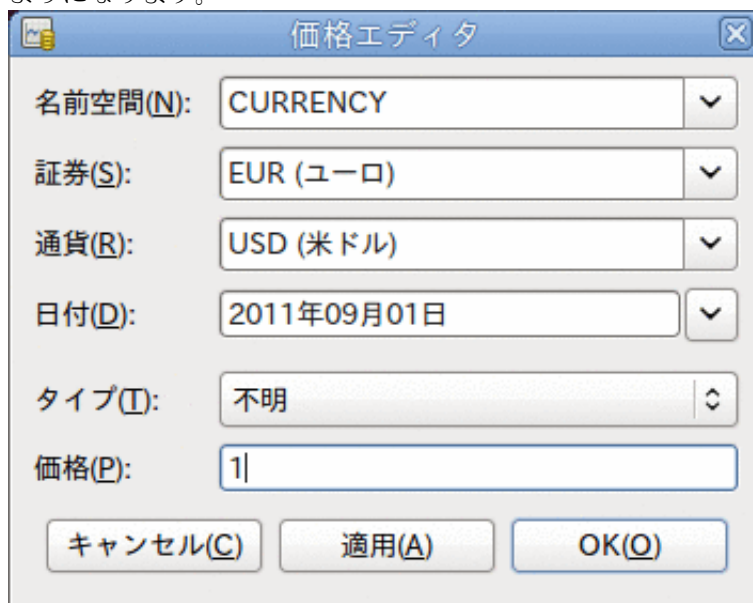 ようになります。
価格エディタ
名前空間(N): CURRENCY
証券(S): EUR (ユーロ)
通貨(R): USD (米ドル)
日付(D): 2011年09月01日
タイプ(T): 不明
価格(P): 1
キャンセル(C) 適用(A) OK(O)